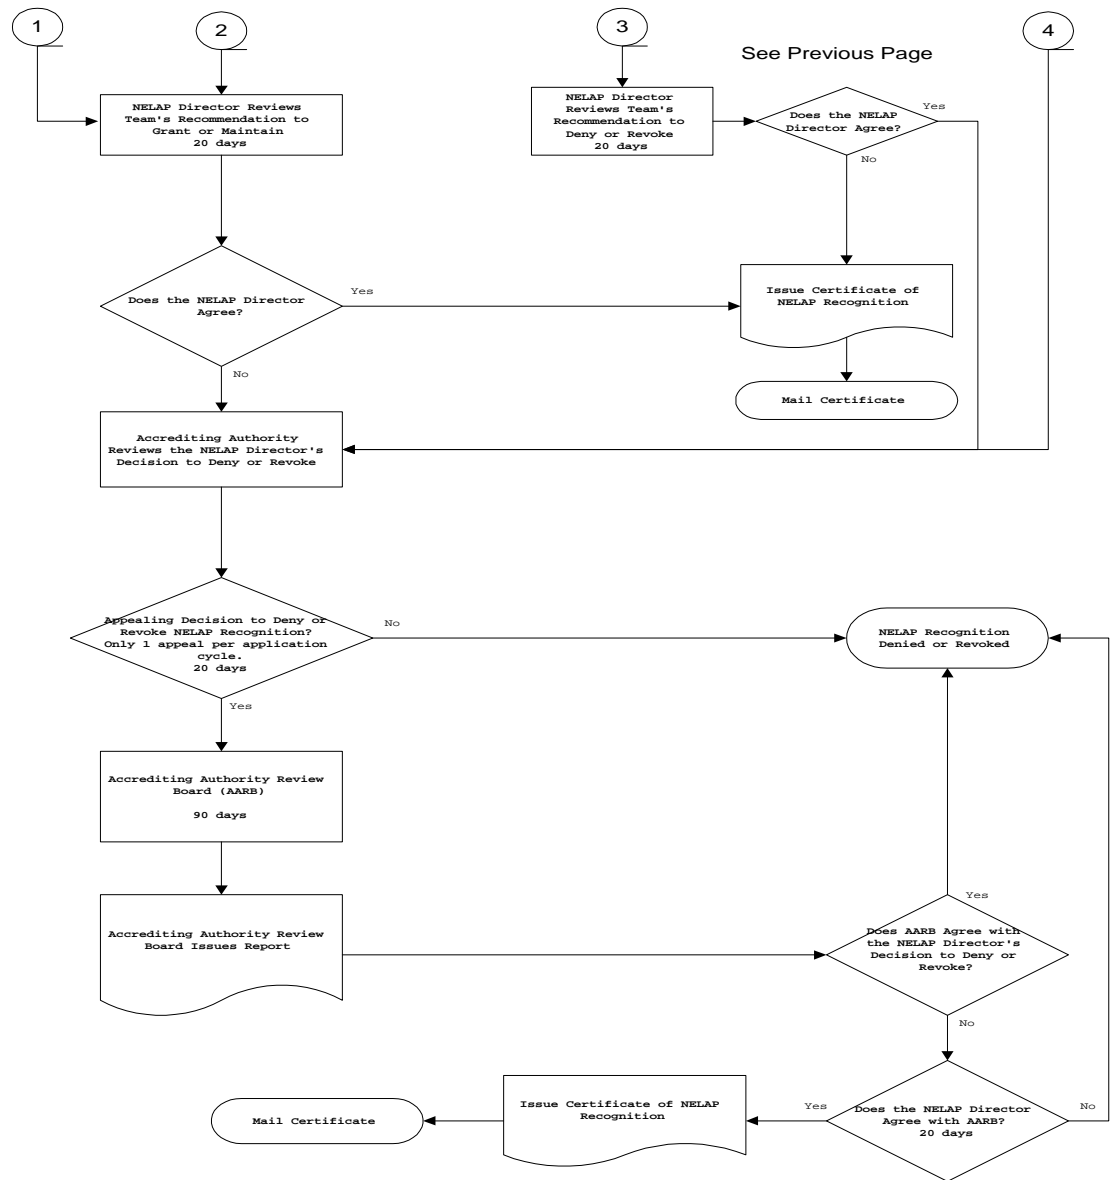 1
2
3
4
See Previous Page
NELAP Director Reviews
Team's Recommendation to
Grant or Maintain
20 days
NELAP Director
Reviews Team's
Recommendation to
Deny or Revoke
20 days
Does the NELAP
Director Agree?
Yes
No
Does the NELAP Director
Agree?
Yes
No
Issue Certificate of
NELAP Recognition
Mail Certificate
Accrediting Authority
Reviews the NELAP Director's
Decision to Deny or Revoke
Appealing Decision to Deny or
Revoke NELAP Recognition?
Only 1 appeal per application
cycle.
20 days
No
Yes
NELAP Recognition
Denied or Revoked
Accrediting Authority Review
Board (AARB)
90 days
Accrediting Authority Review
Board Issues Report
Yes
Does AARB Agree with
the NELAP Director's
Decision to Deny or
Revoke?
No
Does the NELAP Director
Agree with AARB?
20 days
Yes
No
Issue Certificate of NELAP
Recognition
Mail Certificate